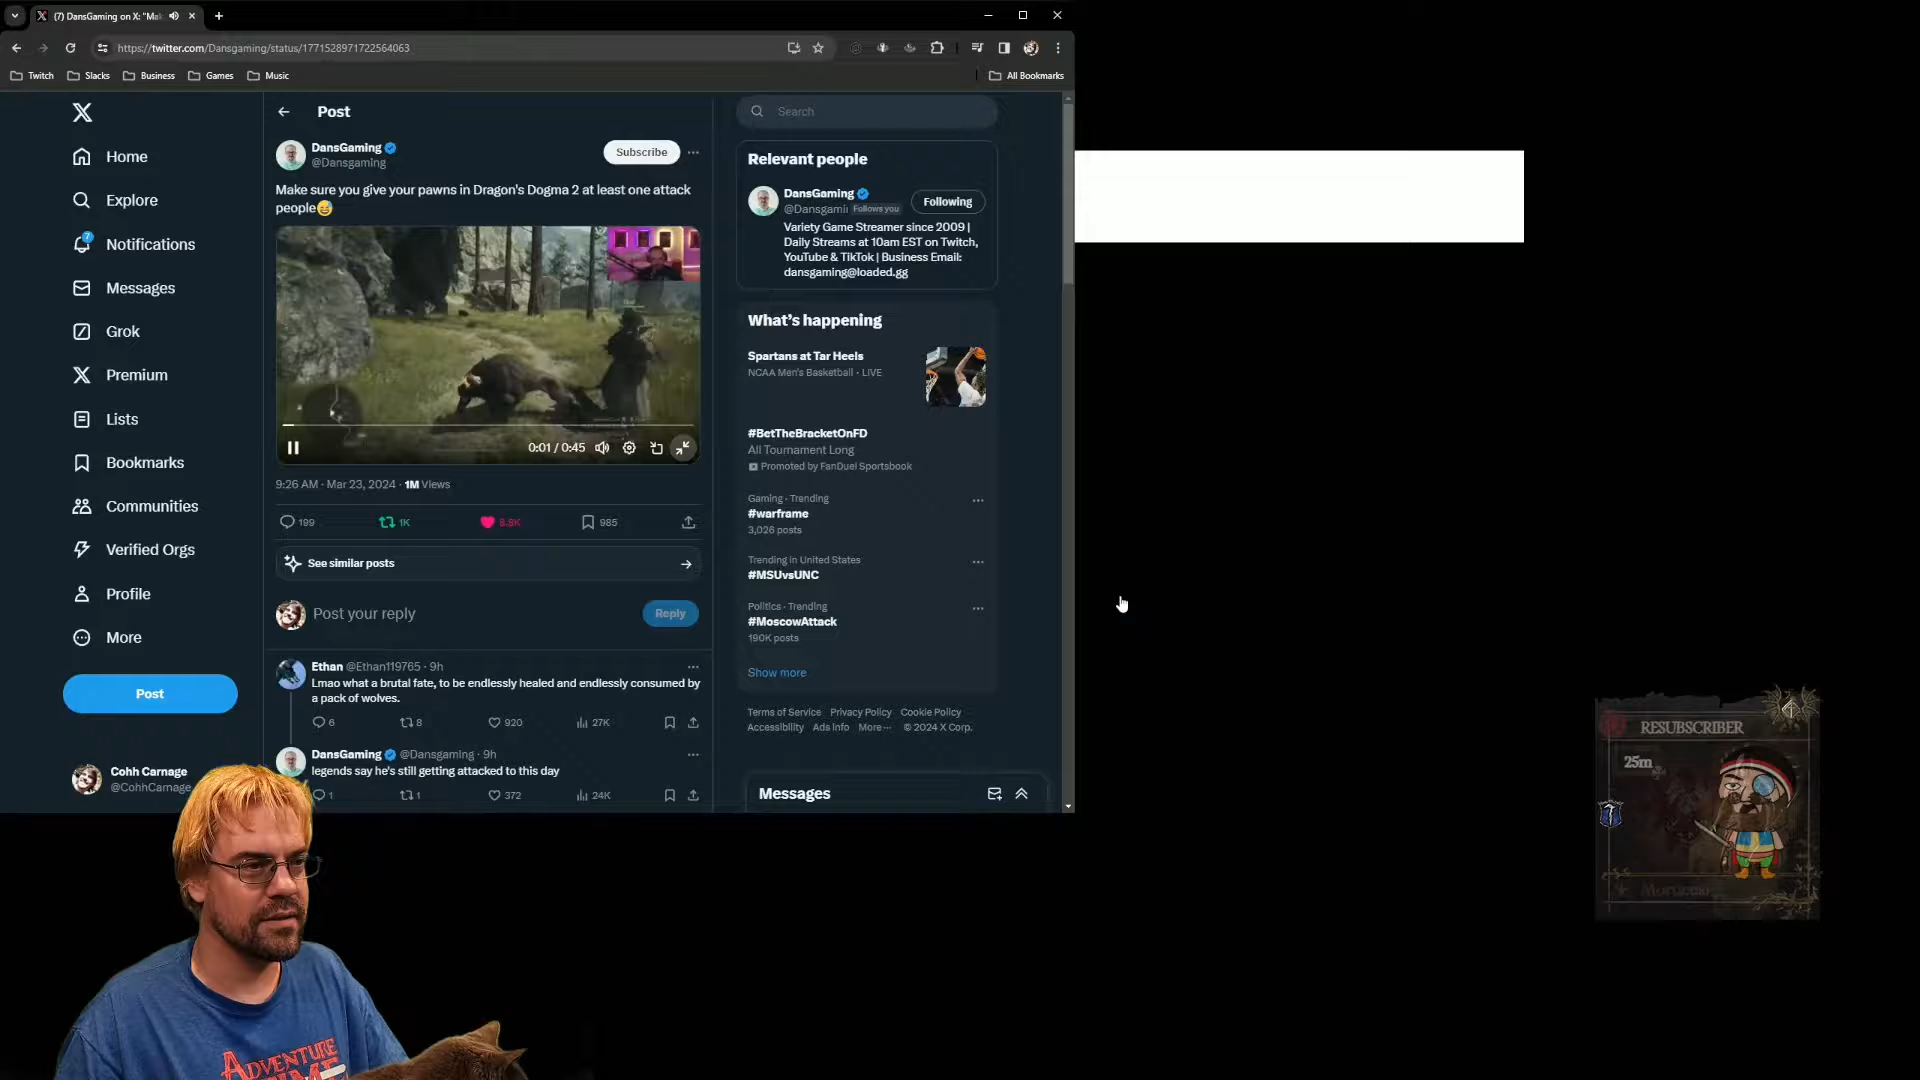 (7) DansGaming on X: "Mak
https://twitter.com/Dansgaming/status/1771528971722564063
Twitch
Slacks
Business
Games
Music
All Bookmarks
Home
Explore
7
Notifications
Messages
Grok
Premium
Lists
Bookmarks
Communities
Verified Orgs
Profile
More
Post
Cohh Carnage
@CohhCarnage
Post
DansGaming
@Dansgaming
Subscribe
Make sure you give your pawns in Dragon's Dogma 2 at least one attack
people
0:01 / 0:45
9:26 AM · Mar 23, 2024 · 1M Views
199
1K
8.8K
985
See similar posts
Post your reply
Reply
Ethan @Ethan119765 · 9h
Lmao what a brutal fate, to be endlessly healed and endlessly consumed by
a pack of wolves.
6
8
920
27K
DansGaming @Dansgaming · 9h
legends say he's still getting attacked to this day
1
1
372
24K
Search
Relevant people
DansGaming
@Dansgami Follows you
Following
Variety Game Streamer since 2009 |
Daily Streams at 10am EST on Twitch,
YouTube & TikTok | Business Email:
dansgaming@loaded.gg
What's happening
Spartans at Tar Heels
NCAA Men's Basketball · LIVE
#BetTheBracketOnFD
All Tournament Long
Promoted by FanDuel Sportsbook
Gaming · Trending
#warframe
3,026 posts
Trending in United States
#MSUvsUNC
Politics · Trending
#MoscowAttack
190K posts
Show more
Terms of Service Privacy Policy Cookie Policy
Accessibility Ads info More ··· © 2024 X Corp.
Messages
RESUBSCRIBER
25m
ADVENTURE